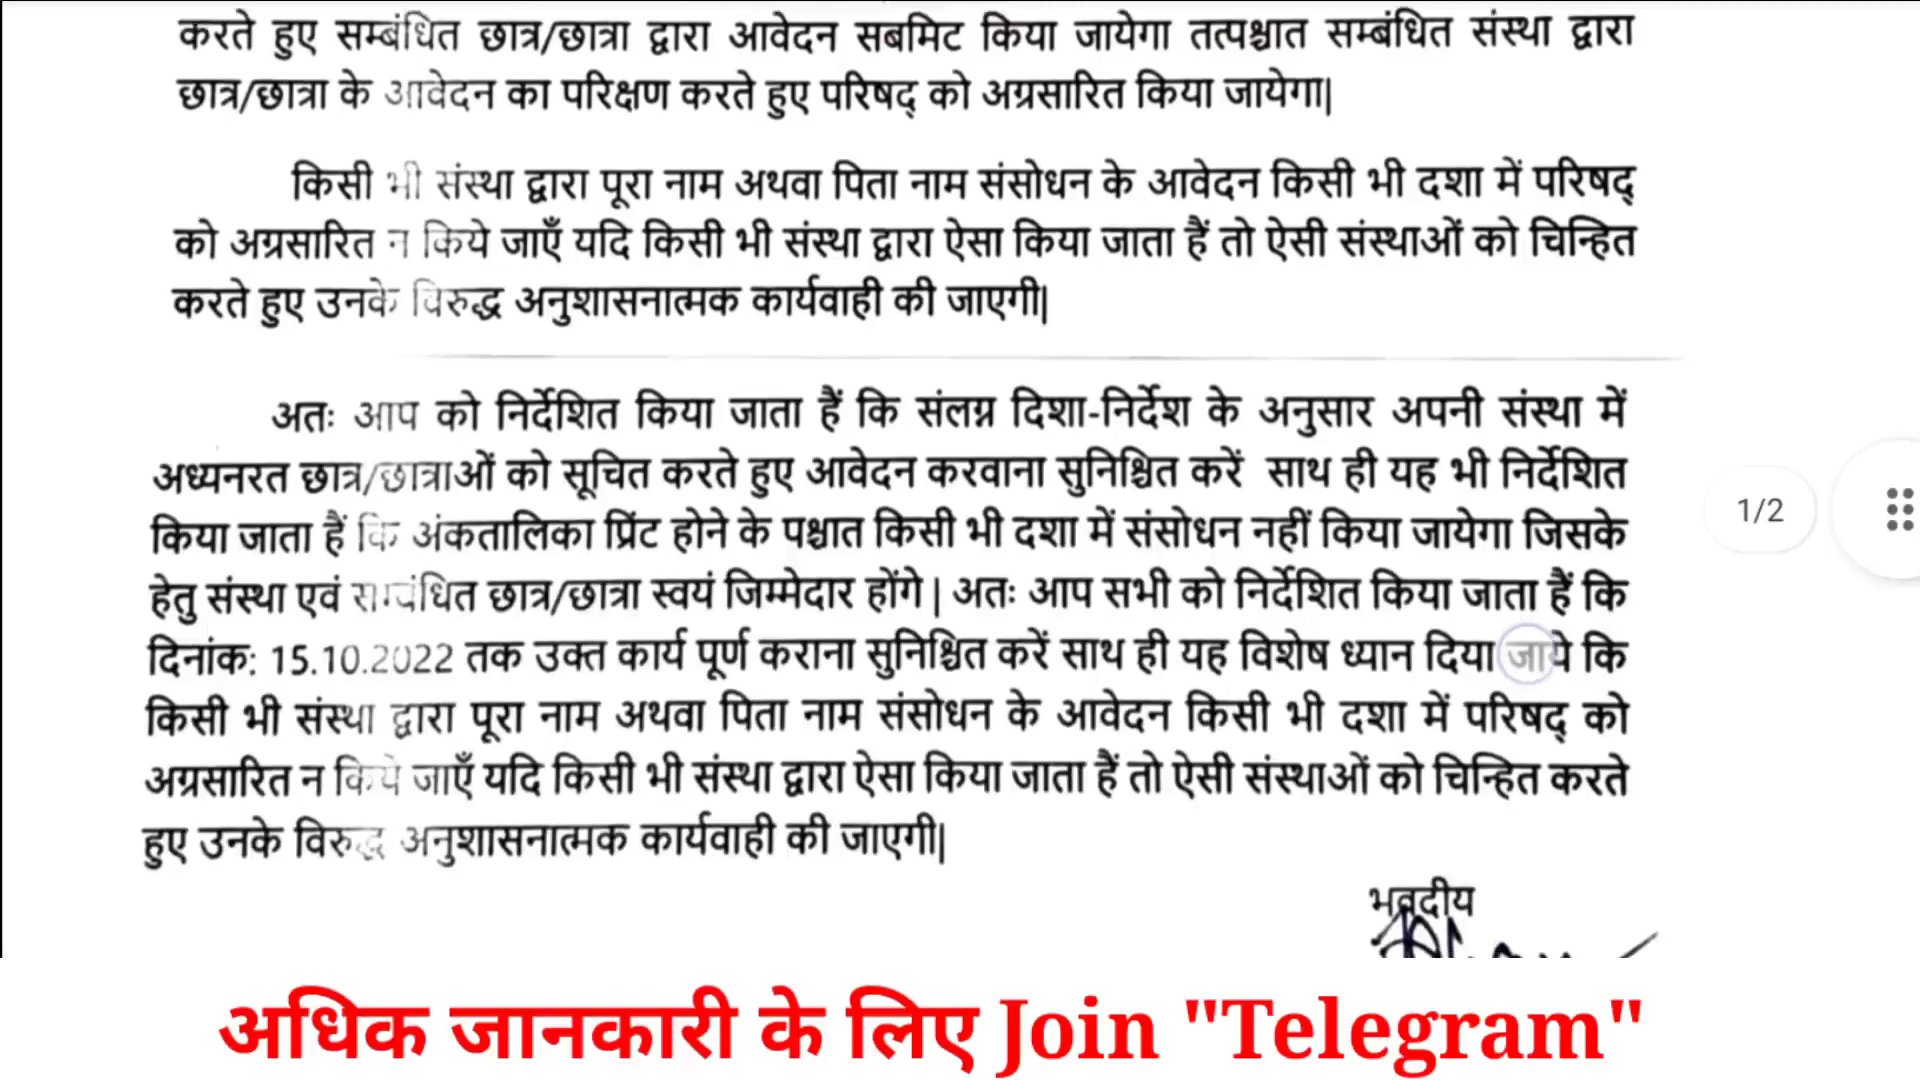 करते हुए सम्बंधित छात्र/छात्रा द्वारा आवेदन सबमिट किया जायेगा तत्पश्चात सम्बंधित संस्था द्वारा
छात्र/छात्रा के आवेदन का परिक्षण करते हुए परिषद् को अग्रसारित किया जायेगा|
किसी भी संस्था द्वारा पूरा नाम अथवा पिता नाम संसोधन के आवेदन किसी भी दशा में परिषद्
को अग्रसारित न किये जाएँ यदि किसी भी संस्था द्वारा ऐसा किया जाता हैं तो ऐसी संस्थाओं को चिन्हित
करते हुए उनके विरुद्ध अनुशासनात्मक कार्यवाही की जाएगी|
अतः आप को निर्देशित किया जाता हैं कि संलग्न दिशा-निर्देश के अनुसार अपनी संस्था में
अध्यनरत छात्र/छात्राओं को सूचित करते हुए आवेदन करवाना सुनिश्चित करें साथ ही यह भी निर्देशित
किया जाता हैं कि अंकतालिका प्रिंट होने के पश्चात किसी भी दशा में संसोधन नहीं किया जायेगा जिसके
हेतु संस्था एवं सम्बंधित छात्र/छात्रा स्वयं जिम्मेदार होंगे | अतः आप सभी को निर्देशित किया जाता हैं कि
दिनांक: 15.10.2022 तक उक्त कार्य पूर्ण कराना सुनिश्चित करें साथ ही यह विशेष ध्यान दिया जाये कि
किसी भी संस्था द्वारा पूरा नाम अथवा पिता नाम संसोधन के आवेदन किसी भी दशा में परिषद् को
अग्रसारित न किये जाएँ यदि किसी भी संस्था द्वारा ऐसा किया जाता हैं तो ऐसी संस्थाओं को चिन्हित करते
हुए उनके विरुद्ध अनुशासनात्मक कार्यवाही की जाएगी|
भवदीय
1/2
अधिक जानकारी के लिए Join "Telegram"